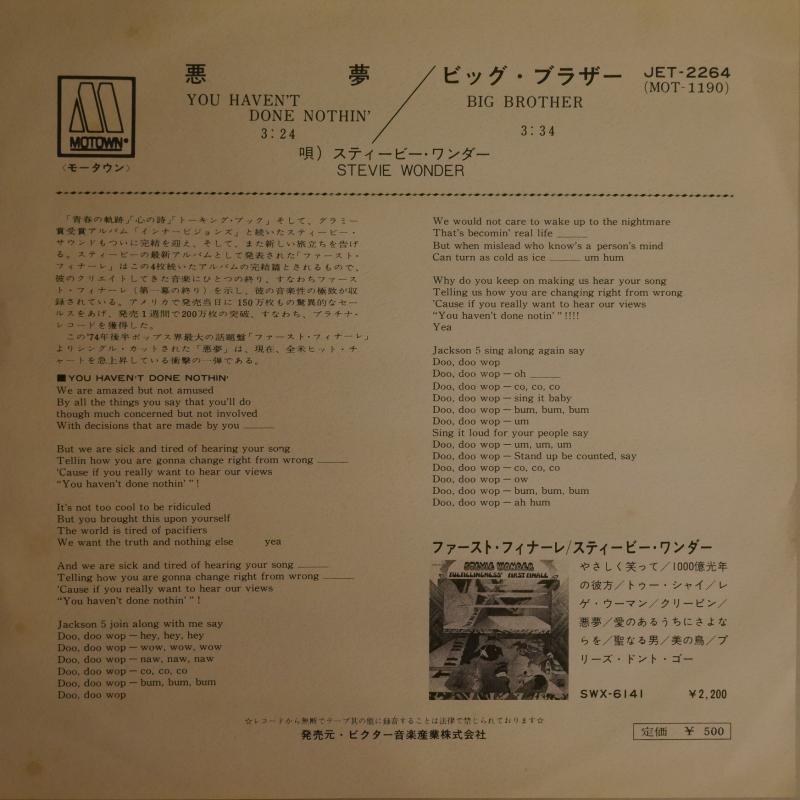 悪夢
YOU HAVEN'T
DONE NOTHIN'
3:24
ビッグ・ブラザー
BIG BROTHER
3:34
JET-2264
(MOT-1190)
唄) スティービー・ワンダー
STEVIE WONDER
MOTOWN®
〈モータウン〉
「青春の軌跡」「心の詩」「トーキング・ブック」そして、グラミー
賞受賞アルバム「インナービジョンズ」と続いたスティービー・
サウンドもついに完結を迎え、そして、また新しい旅立ちを告げ
る。スティービーの最新アルバムとして発表された「ファースト・
フィナーレ」はこの4枚続いたアルバムの完結篇とされるもので、
彼のクリエイトしてきた音楽にひとつの終り、すなわちファース
ト・フィナーレ（第一幕の終り）を示し、彼の音楽性の極致が収
録されている。アメリカで発売当日に 150万枚もの驚異的なセー
ルスをあげ、発売1週間で200万枚の突破、すなわち、プラチナ・
レコードを獲得した。
この'74年後半ポップス界最大の話題盤「ファースト・フィナーレ」
よりシングル・カットされた「悪夢」は、現在、全米ヒット・チ
ャートを急上昇している衝撃の一弾である。
■YOU HAVEN'T DONE NOTHIN'
We are amazed but not amused
By all the things you say that you'll do
though much concerned but not involved
With decisions that are made by you ____
But we are sick and tired of hearing your song
Tellin how you are gonna change right from wrong ____
'Cause if you really want to hear our views
"You haven't done nothin'"!
It's not too cool to be ridiculed
But you brought this upon yourself
The world is tired of pacifiers
We want the truth and nothing else yea
And we are sick and tired of hearing your song ____
Telling how you are gonna change right from wrong ____
'Cause if you really want to hear our views
"You haven't done nothin'"!
Jackson 5 join along with me say
Doo, doo wop — hey, hey, hey
Doo, doo wop — wow, wow, wow
Doo, doo wop — naw, naw, naw
Doo, doo wop — co, co, co
Doo, doo wop — bum, bum, bum
Doo, doo wop
We would not care to wake up to the nightmare
That's becomin' real life ____
But when mislead who know's a person's mind
Can turn as cold as ice ____ um hum
Why do you keep on making us hear your song
Telling us how you are changing right from wrong
'Cause if you really want to hear our views
"You haven't done notin'"!!!!
Yea
Jackson 5 sing along again say
Doo, doo wop
Doo, doo wop — oh ____
Doo, doo wop — co, co, co
Doo, doo wop — sing it baby
Doo, doo wop — bum, bum, bum
Doo, doo wop — um
Sing it loud for your people say
Doo, doo wop — um, um, um
Doo, doo wop — Stand up be counted, say
Doo, doo wop — co, co, co
Doo, doo wop — ow
Doo, doo wop — bum, bum, bum
Doo, doo wop — ah hum
ファースト・フィナーレ/スティービー・ワンダー
STEVIE WONDER
FULFILLINGNESS' FIRST FINALE
やさしく笑って／1000億光年
の彼方／トゥー・シャイ／レ
ゲ・ウーマン／クリーピン／
悪夢／愛のあるうちにさよな
らを／聖なる男／美の鳥／プ
リーズ・ドント・ゴー
SWX-6141 ¥2,200
☆レコードから無断でテープ其の他に録音することは法律で禁じられております☆
発売元・ビクター音楽産業株式会社
定価 ¥ 500